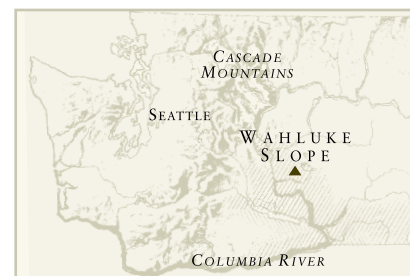 CASCADE
MOUNTAINS
SEATTLE
WAHLUKE
SLOPE
COLUMBIA RIVER